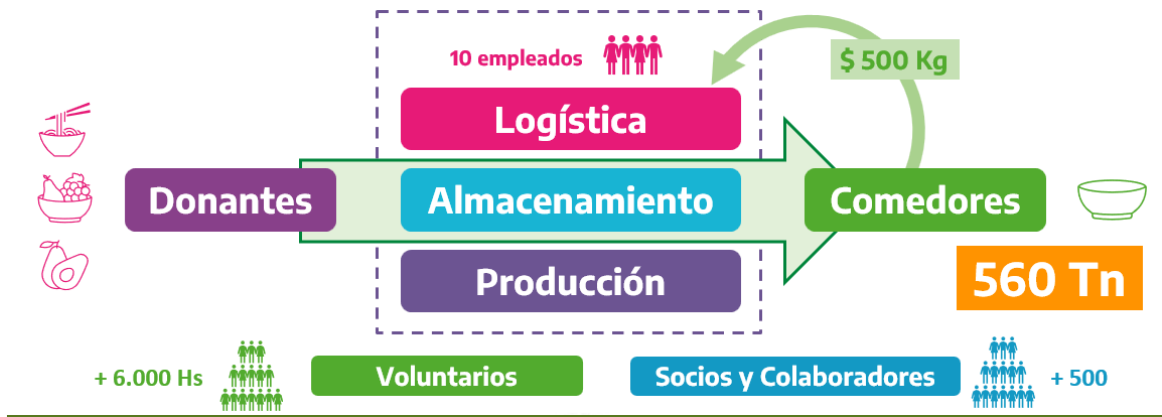 10 empleados
$ 500 Kg
Logística
Donantes
Almacenamiento
Comedores
Producción
560 Tn
+ 6.000 Hs
Voluntarios
Socios y Colaboradores
+ 500